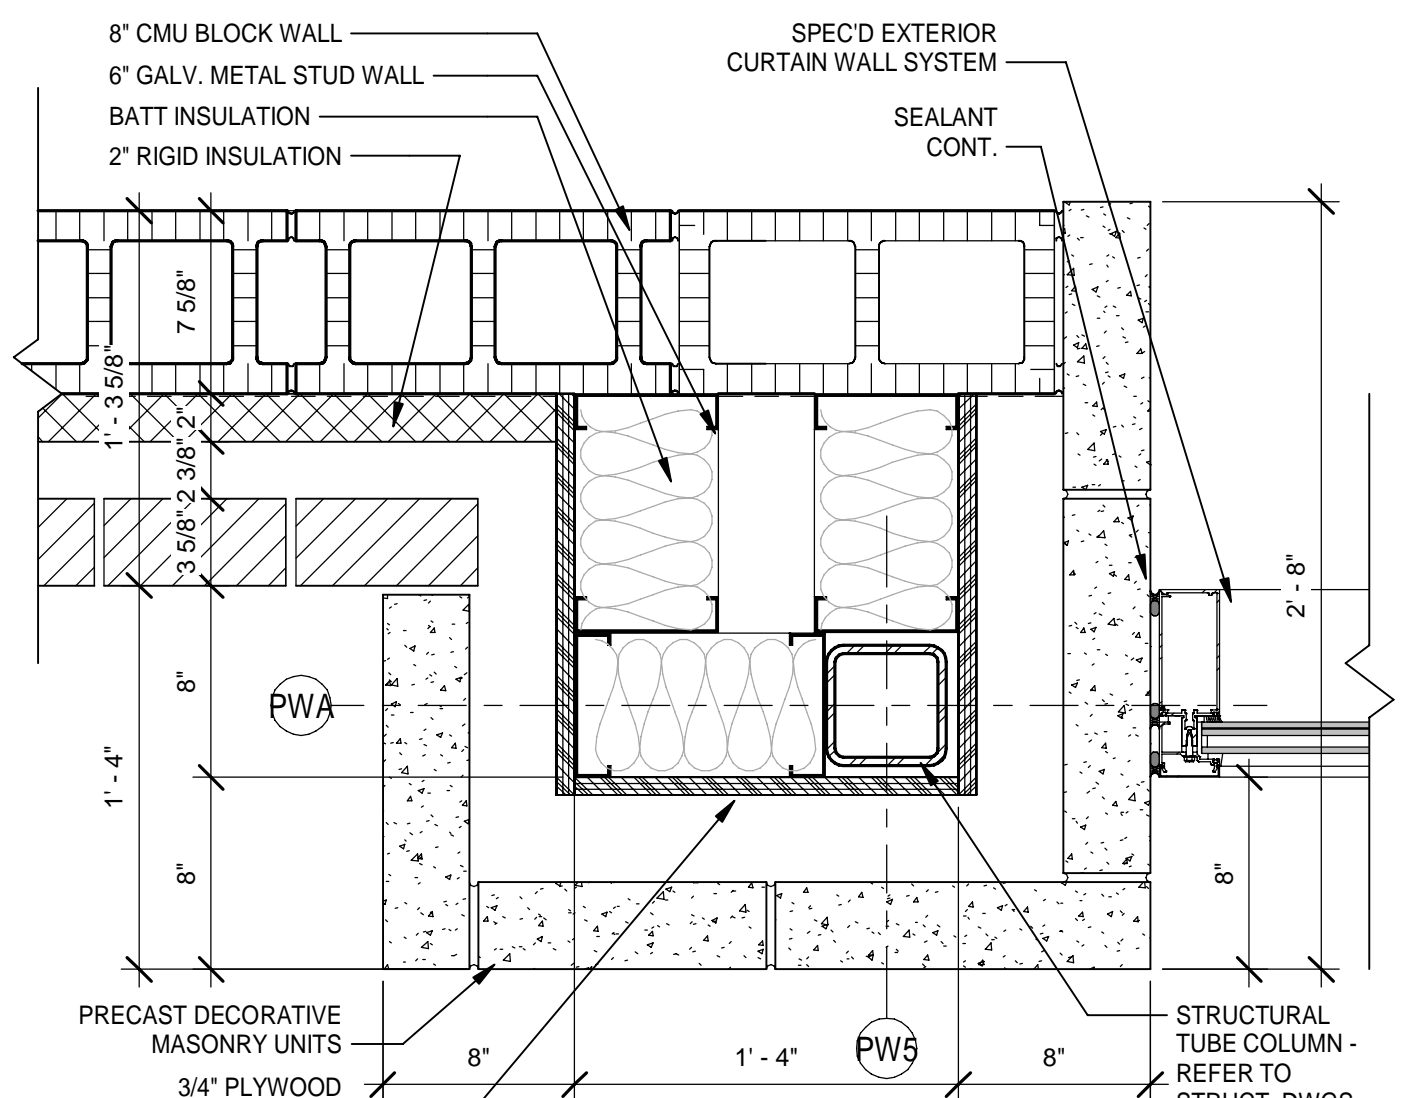 8" CMU BLOCK WALL
6" GALV. METAL STUD WALL
BATT INSULATION
2" RIGID INSULATION
SPEC'D EXTERIOR
CURTAIN WALL SYSTEM
SEALANT
CONT.
7 5/8"
1' - 3 5/8"
2"
2 3/8"
3 5/8"
8"
1' - 4"
8"
PWA
2' - 8"
8"
PRECAST DECORATIVE
MASONRY UNITS
3/4" PLYWOOD
8"
1' - 4"
PW5
8"
STRUCTURAL
TUBE COLUMN -
REFER TO
STRUCT. DWGS